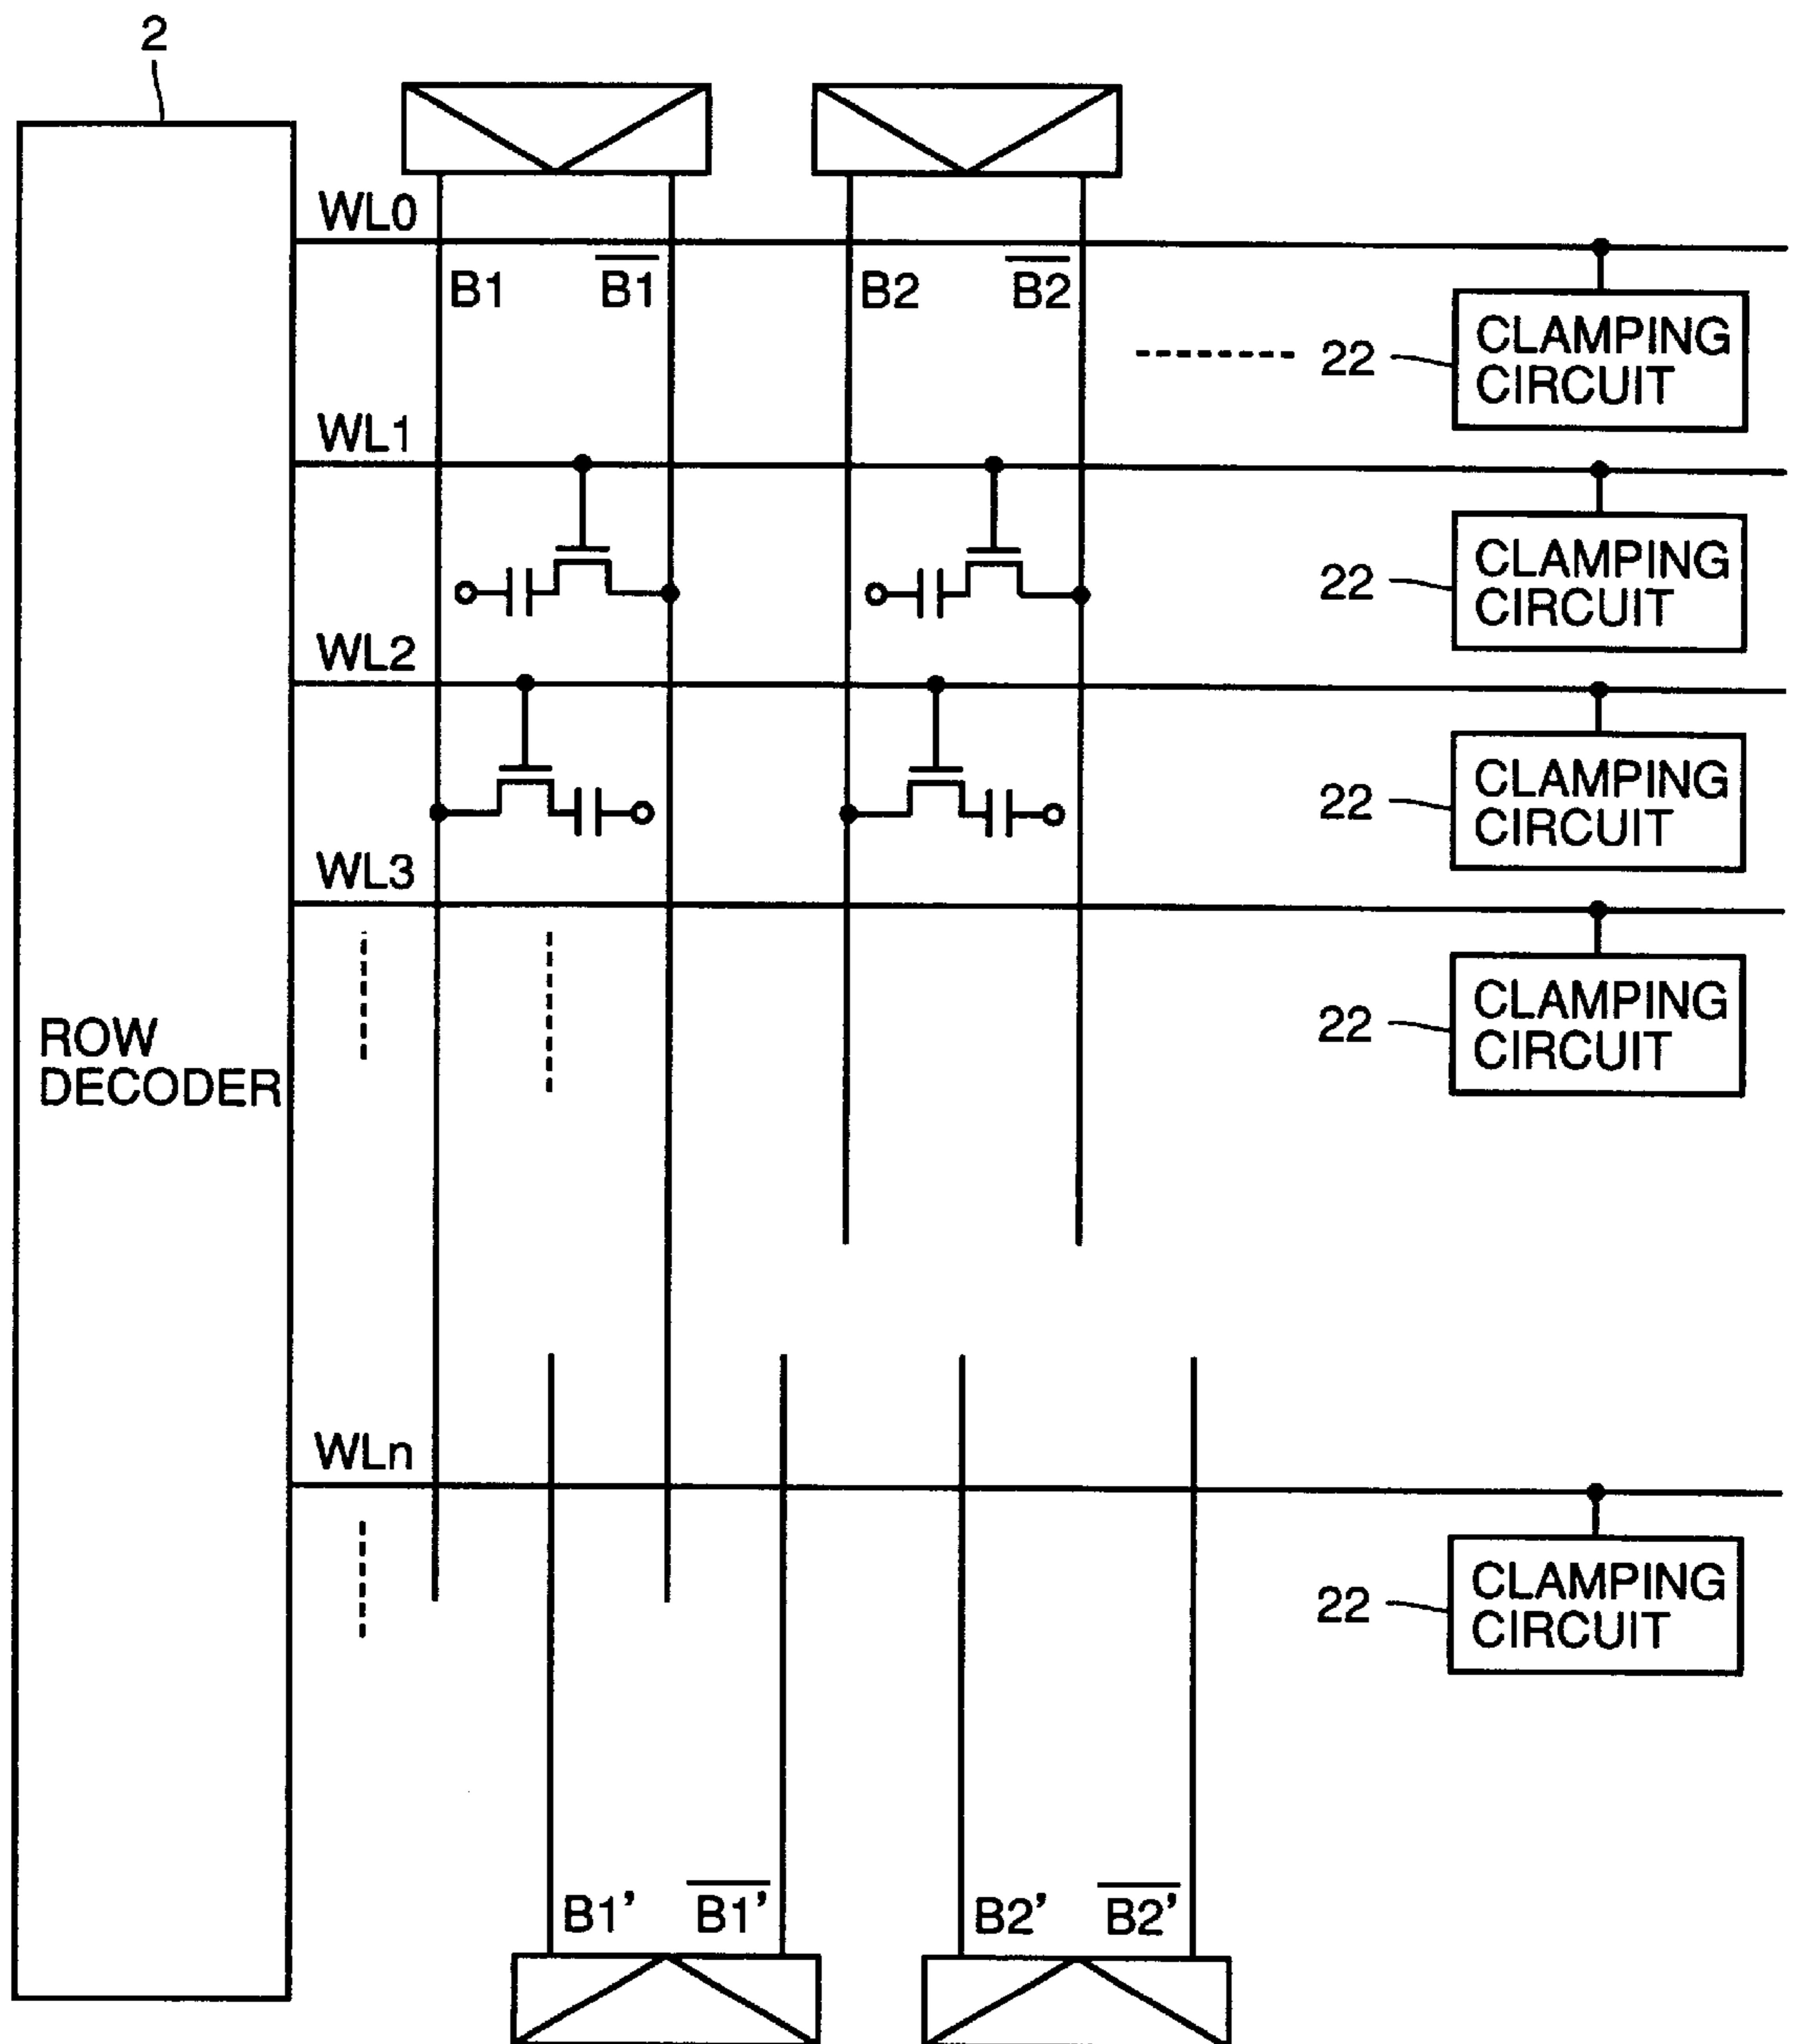 2
WL0
B1 B1 B2 B2
22 CLAMPING
CIRCUIT
WL1
22 CLAMPING
CIRCUIT
WL2
22 CLAMPING
CIRCUIT
WL3
22 CLAMPING
CIRCUIT
ROW
DECODER
WLn
22 CLAMPING
CIRCUIT
B1' B1' B2' B2'